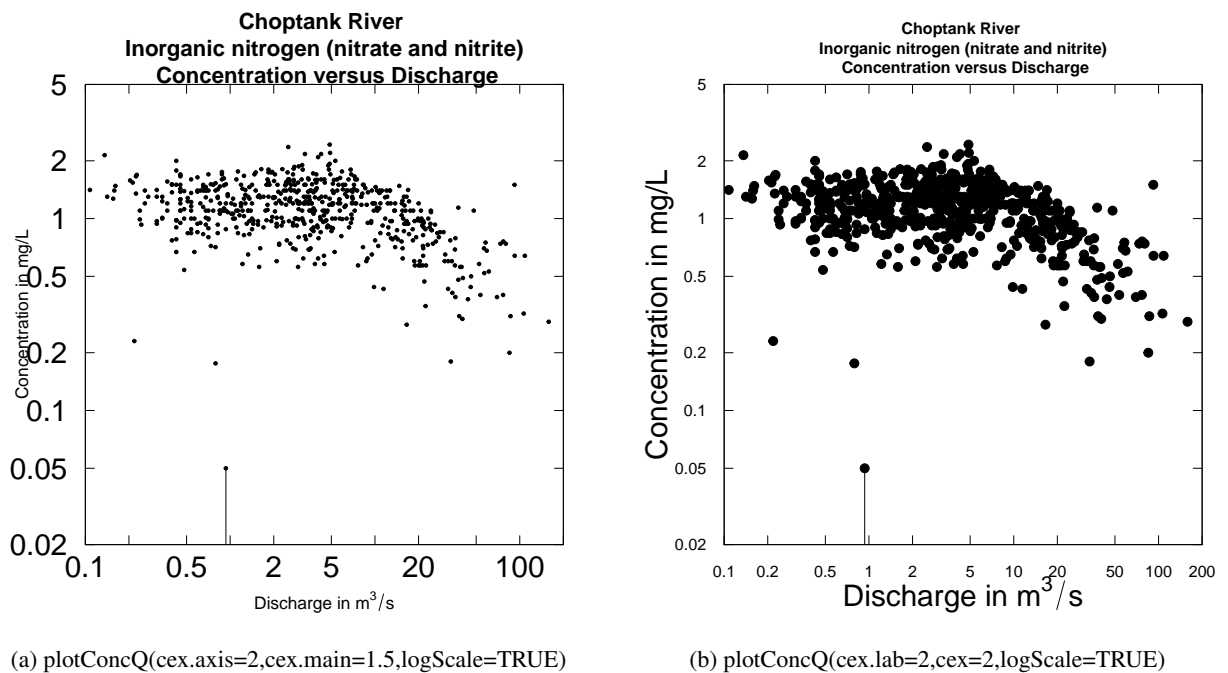 Choptank River
Inorganic nitrogen (nitrate and nitrite)
Concentration versus Discharge
5
2
1
0.5
0.2
0.1
0.05
0.02
Concentration in mg/L
0.1 0.5 2 5 20 100
Discharge in m³/s
(a) plotConcQ(cex.axis=2,cex.main=1.5,logScale=TRUE)
Choptank River
Inorganic nitrogen (nitrate and nitrite)
Concentration versus Discharge
5
2
1
0.5
0.2
0.1
0.05
0.02
Concentration in mg/L
0.1 0.2 0.5 1 2 5 10 20 50 100 200
Discharge in m³/s
(b) plotConcQ(cex.lab=2,cex=2,logScale=TRUE)